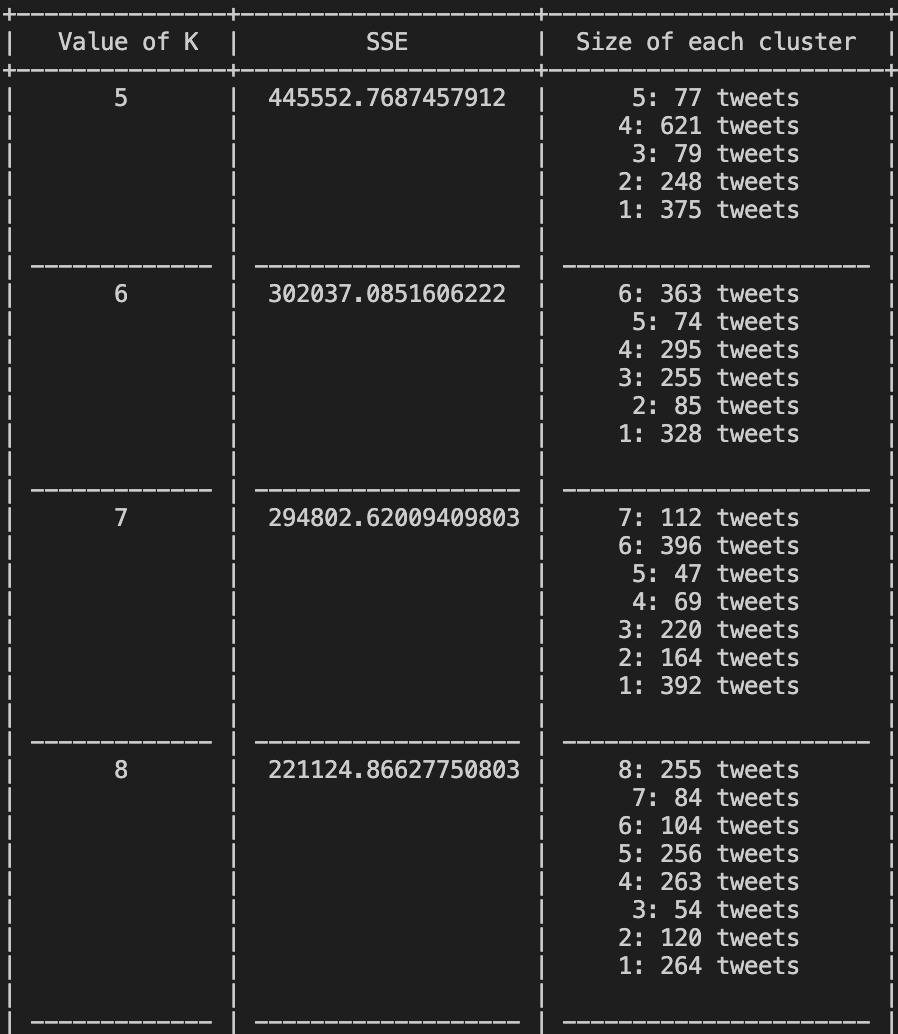 +---------------+----------------------+------------------------+
|   Value of K  |         SSE          |  Size of each cluster  |
+---------------+----------------------+------------------------+
|       5       |  445552.7687457912   |      5: 77 tweets      |
|               |                      |     4: 621 tweets      |
|               |                      |      3: 79 tweets      |
|               |                      |     2: 248 tweets      |
|               |                      |     1: 375 tweets      |
|               |                      |                        |
| ------------- | -------------------  | ---------------------- |
|       6       |  302037.0851606222   |     6: 363 tweets      |
|               |                      |      5: 74 tweets      |
|               |                      |     4: 295 tweets      |
|               |                      |     3: 255 tweets      |
|               |                      |      2: 85 tweets      |
|               |                      |     1: 328 tweets      |
|               |                      |                        |
| ------------- | -------------------  | ---------------------- |
|       7       |  294802.62009409803  |     7: 112 tweets      |
|               |                      |     6: 396 tweets      |
|               |                      |      5: 47 tweets      |
|               |                      |      4: 69 tweets      |
|               |                      |     3: 220 tweets      |
|               |                      |     2: 164 tweets      |
|               |                      |     1: 392 tweets      |
|               |                      |                        |
| ------------- | -------------------  | ---------------------- |
|       8       |  221124.86627750803  |     8: 255 tweets      |
|               |                      |      7: 84 tweets      |
|               |                      |     6: 104 tweets      |
|               |                      |     5: 256 tweets      |
|               |                      |     4: 263 tweets      |
|               |                      |      3: 54 tweets      |
|               |                      |     2: 120 tweets      |
|               |                      |     1: 264 tweets      |
|               |                      |                        |
| ------------- | -------------------  | ---------------------- |